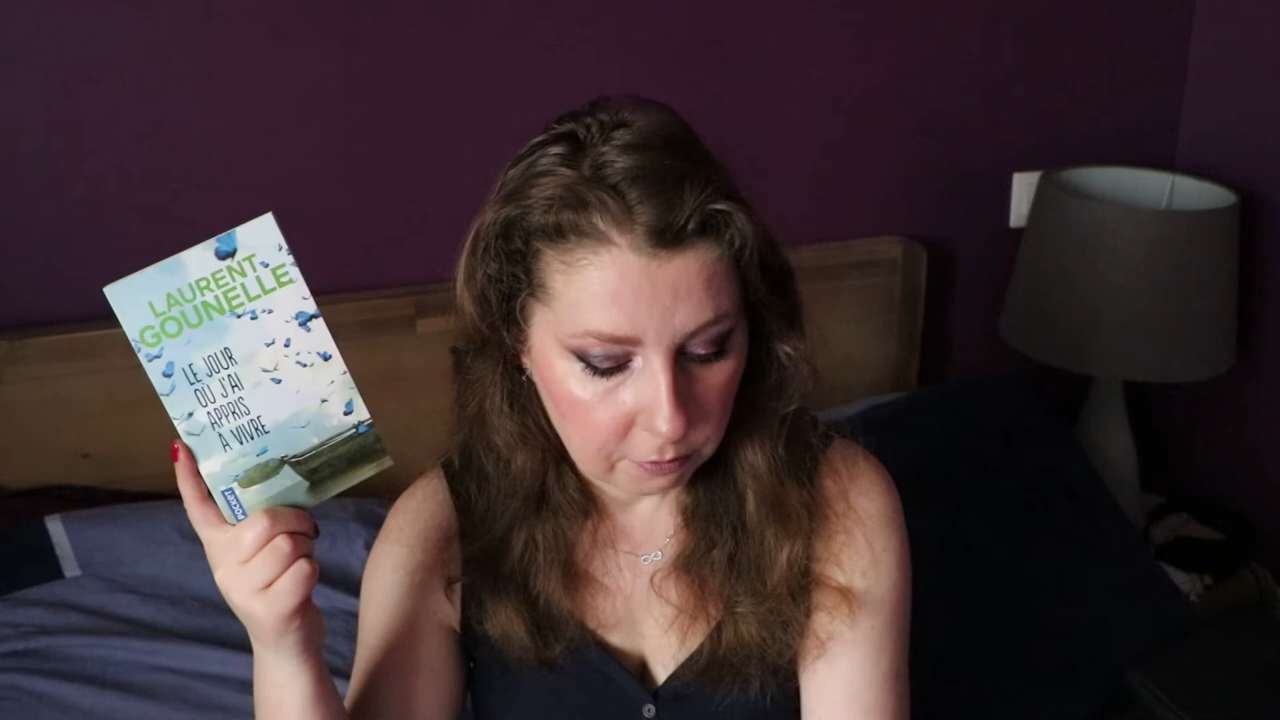 LAURENT
GOUNELLE
LE JOUR
OÙ J'AI
APPRIS
À VIVRE
POCKET